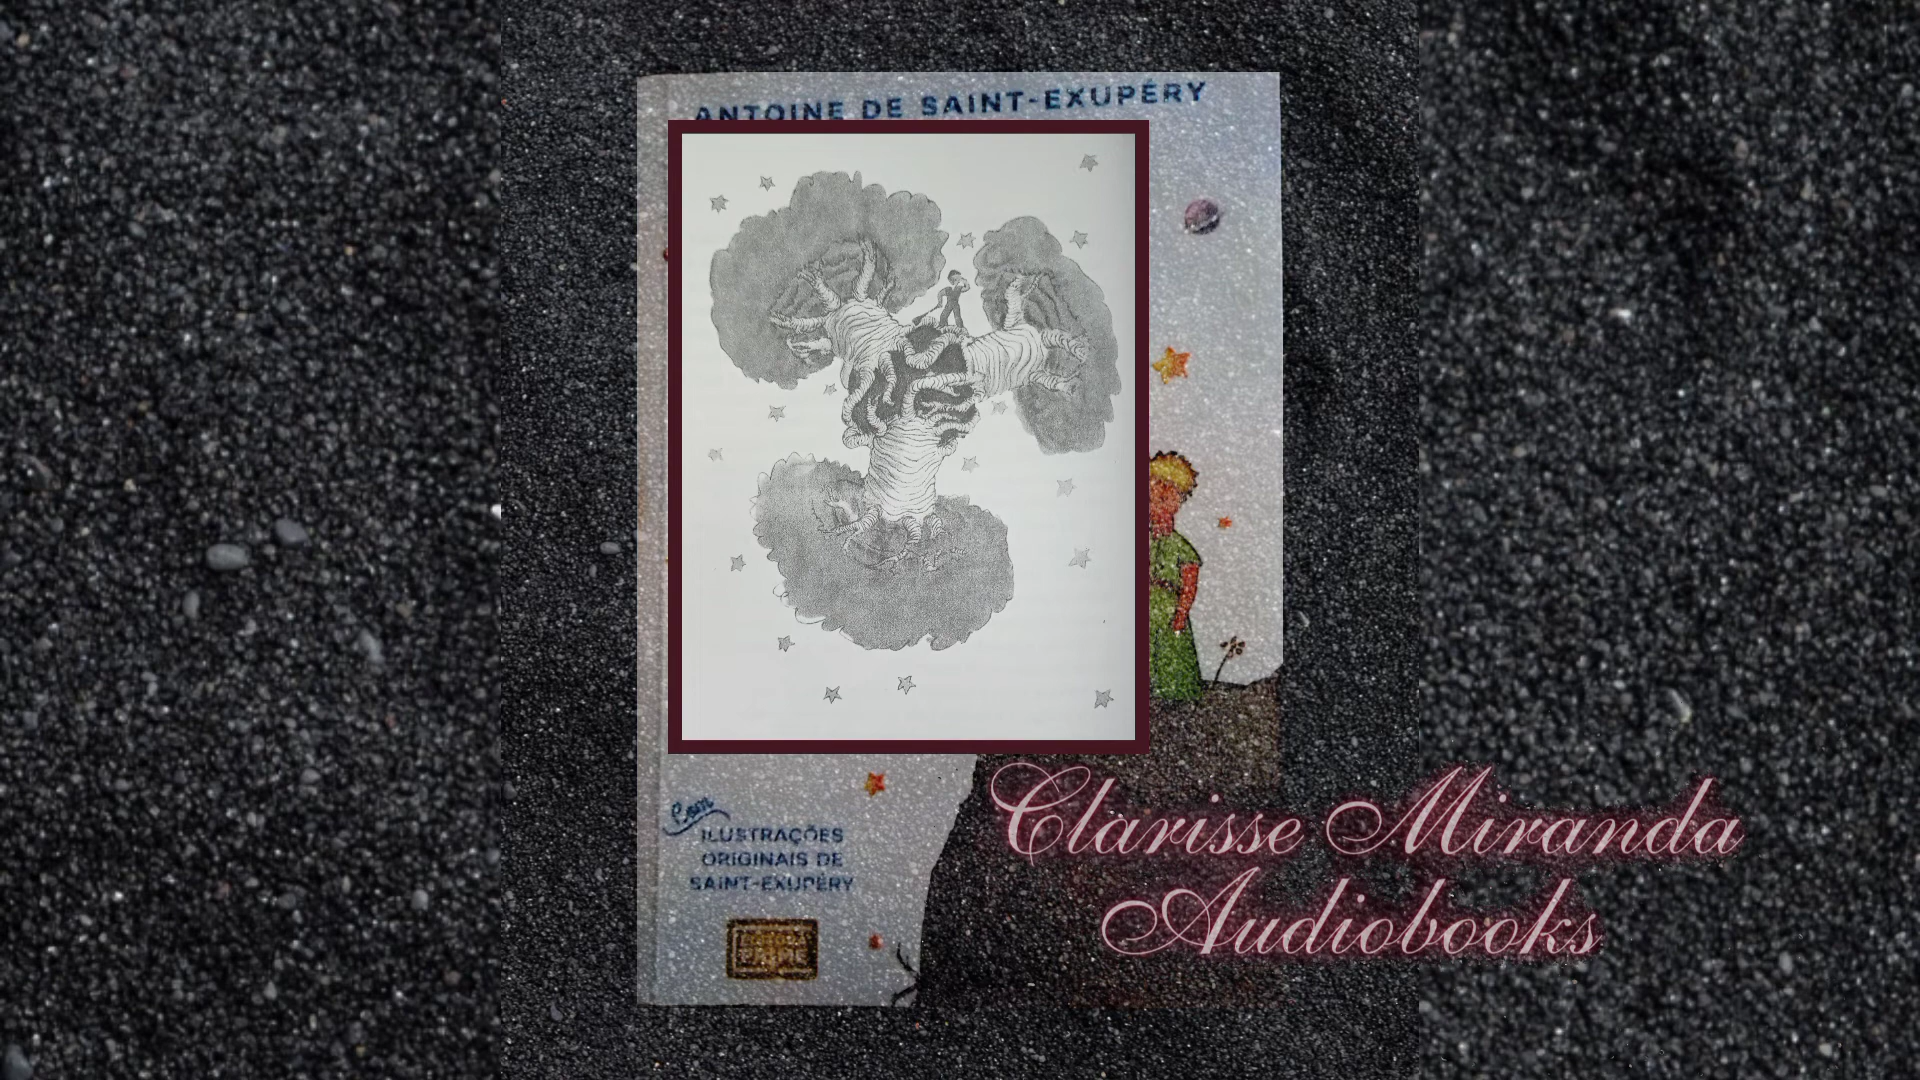 ANTOINE DE SAINT-EXUPÉRY
Com
ILUSTRAÇÕES
ORIGINAIS DE
SAINT-EXUPÉRY
Clarisse Miranda
Audiobooks